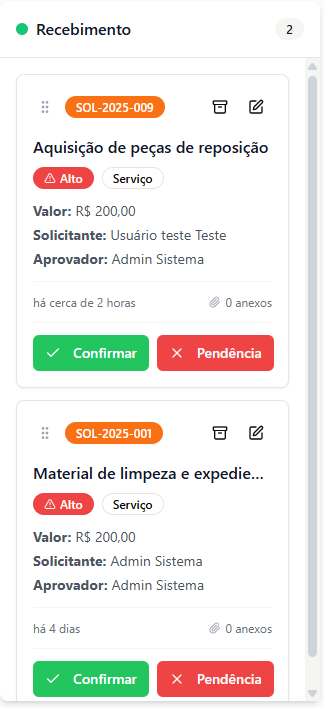 Recebimento 2
SOL-2025-009
Aquisição de peças de reposição
Alto Serviço
Valor: R$ 200,00
Solicitante: Usuário teste Teste
Aprovador: Admin Sistema
há cerca de 2 horas 0 anexos
Confirmar Pendência
SOL-2025-001
Material de limpeza e expedie...
Alto Serviço
Valor: R$ 200,00
Solicitante: Admin Sistema
Aprovador: Admin Sistema
há 4 dias 0 anexos
Confirmar Pendência